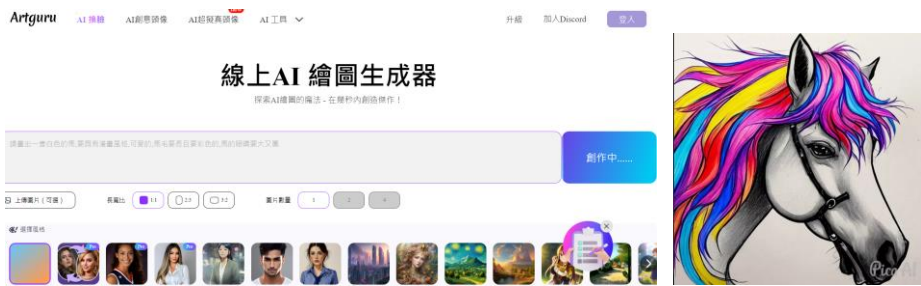 Artguru
AI 繪圖 AI創意頭像 AI超擬真頭像 AI 工具
升級 加入Discord 登入
線上AI 繪圖生成器
探索AI繪圖的魔法 - 在幾秒內創造傑作！
創作中......
上傳圖片 ( 可選 ) 長寬比 1:1 2:3 3:2 圖片數量 1 2 4
選擇風格